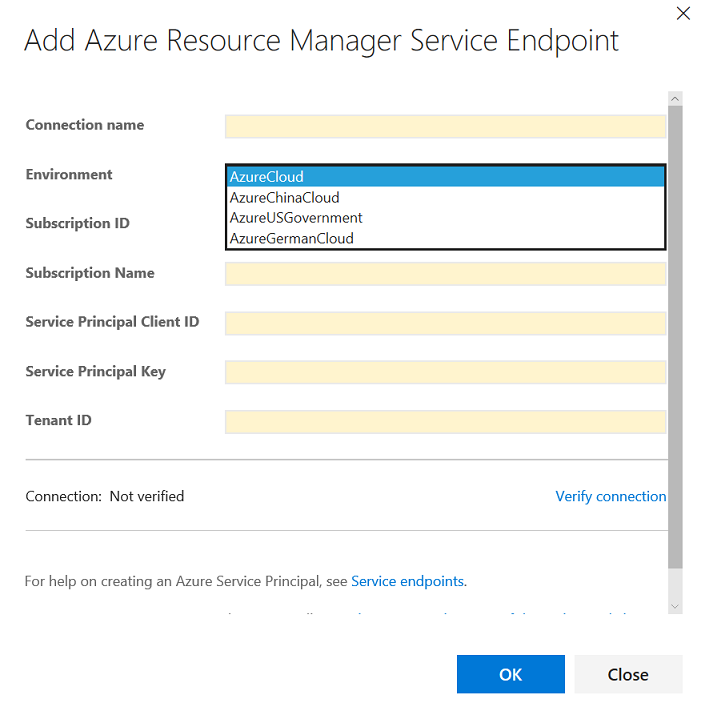 Add Azure Resource Manager Service Endpoint
Connection name
Environment
AzureCloud
AzureChinaCloud
AzureUSGovernment
AzureGermanCloud
Subscription ID
Subscription Name
Service Principal Client ID
Service Principal Key
Tenant ID
Connection: Not verified Verify connection
For help on creating an Azure Service Principal, see Service endpoints.
OK Close